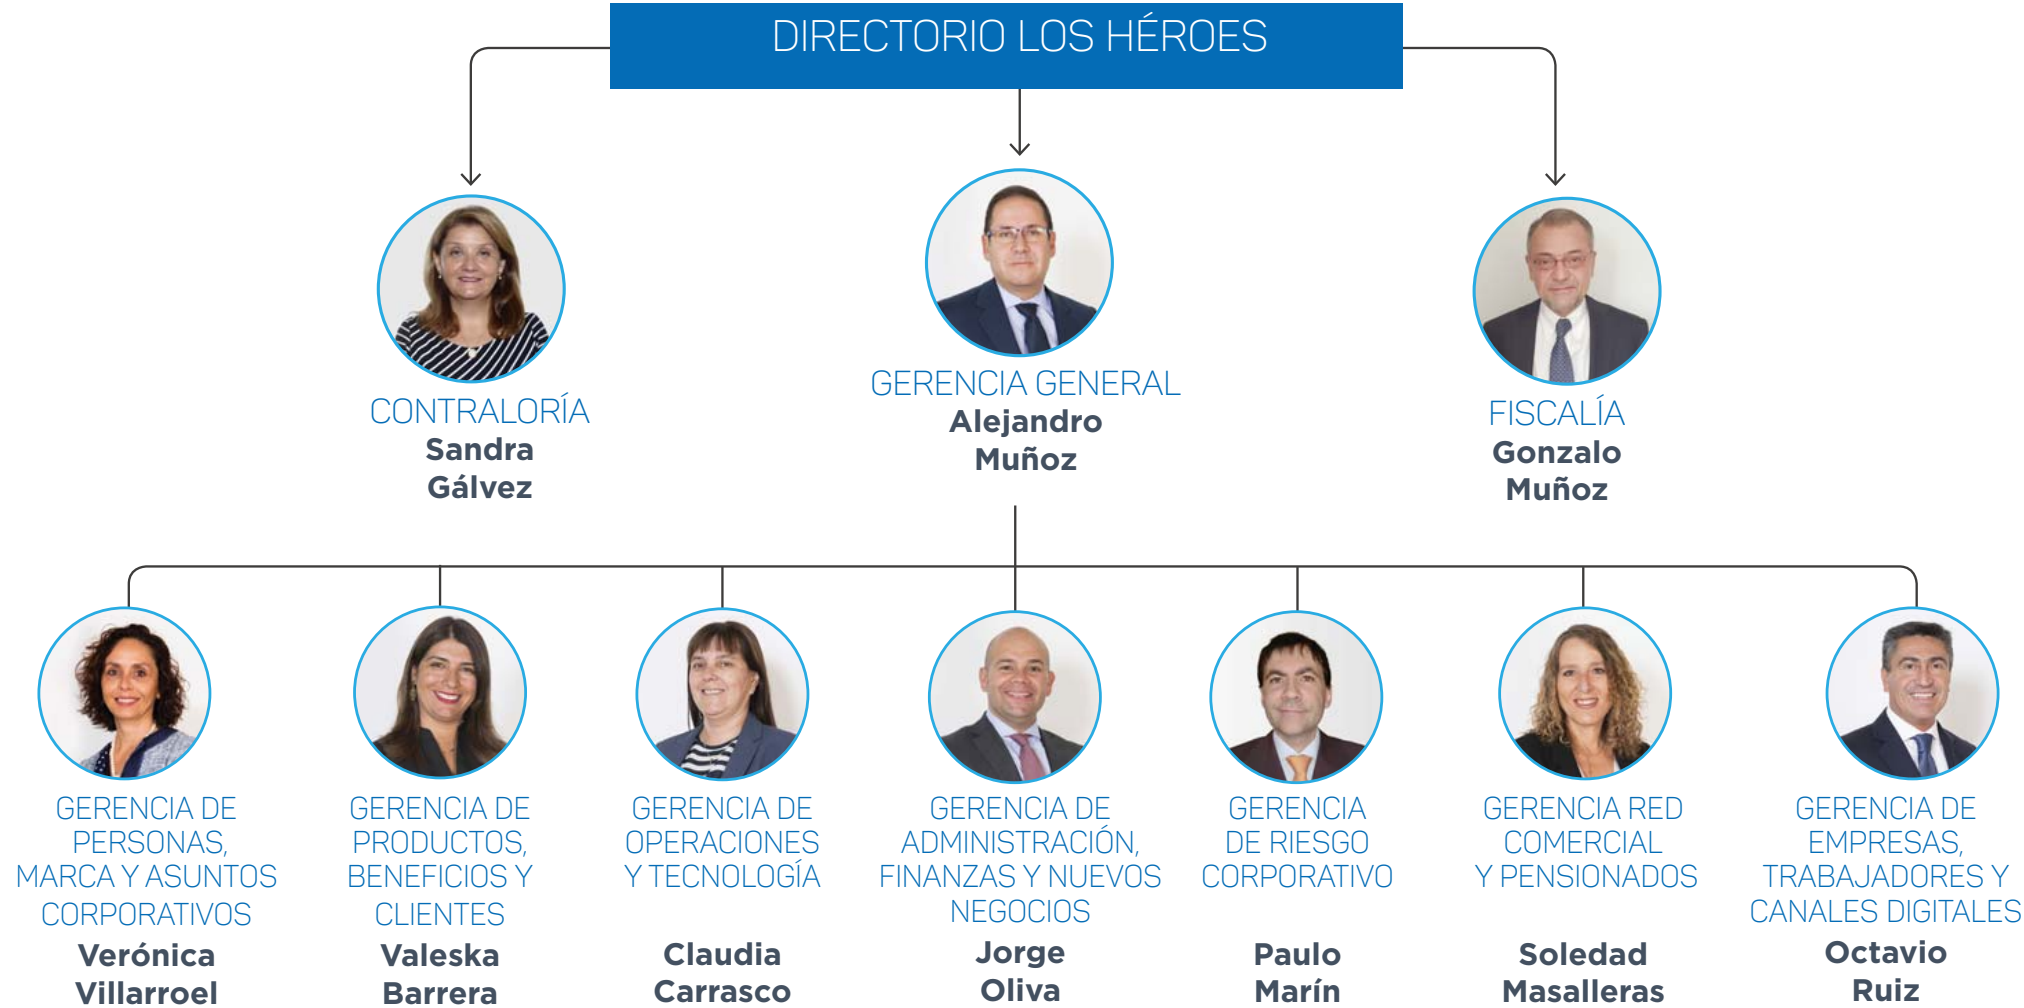 DIRECTORIO LOS HÉROES
CONTRALORÍA
Sandra
Gálvez
GERENCIA GENERAL
Alejandro
Muñoz
FISCALÍA
Gonzalo
Muñoz
GERENCIA DE
PERSONAS,
MARCA Y ASUNTOS
CORPORATIVOS
Verónica
Villarroel
GERENCIA DE
PRODUCTOS,
BENEFICIOS Y
CLIENTES
Valeska
Barrera
GERENCIA DE
OPERACIONES
Y TECNOLOGÍA
Claudia
Carrasco
GERENCIA DE
ADMINISTRACIÓN,
FINANZAS Y NUEVOS
NEGOCIOS
Jorge
Oliva
GERENCIA
DE RIESGO
CORPORATIVO
Paulo
Marín
GERENCIA RED
COMERCIAL
Y PENSIONADOS
Soledad
Masalleras
GERENCIA DE
EMPRESAS,
TRABAJADORES Y
CANALES DIGITALES
Octavio
Ruiz